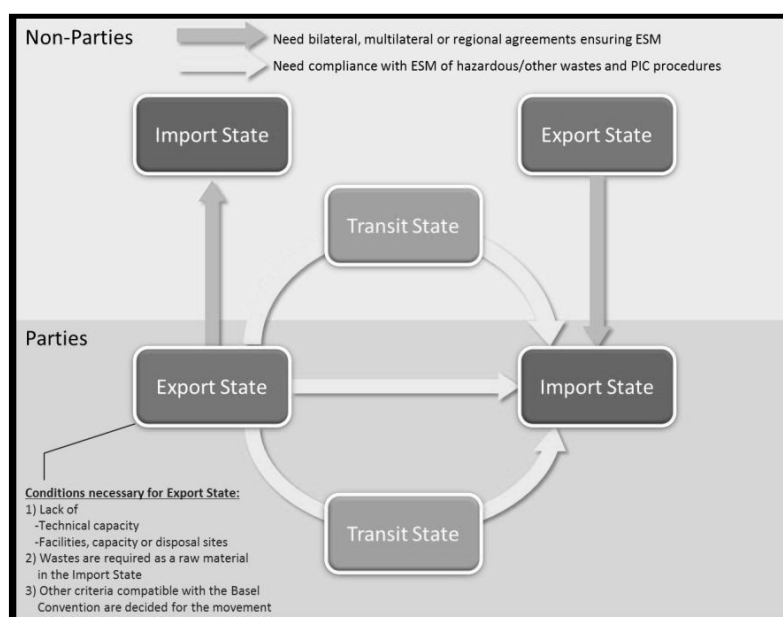 Non-Parties
Need bilateral, multilateral or regional agreements ensuring ESM
Need compliance with ESM of hazardous/other wastes and PIC procedures
Import State
Export State
Transit State
Parties
Export State
Import State
Transit State
Conditions necessary for Export State:
1) Lack of
-Technical capacity
-Facilities, capacity or disposal sites
2) Wastes are required as a raw material
in the Import State
3) Other criteria compatible with the Basel
Convention are decided for the movement